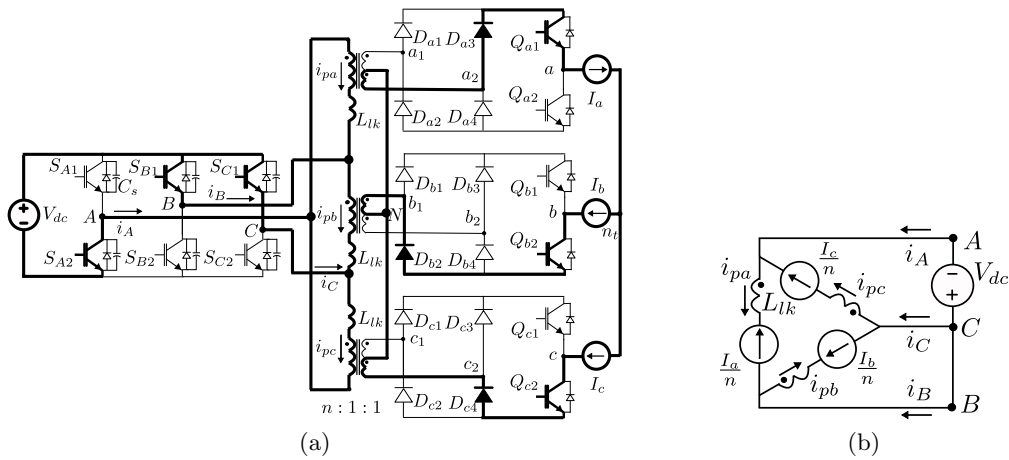 D_{a1} D_{a3}
Q_{a1}
a_1
i_{pa}
a_2
a
I_a
L_{lk}
D_{a2} D_{a4}
Q_{a2}
S_{A1}
S_{B1}
S_{C1}
C_s
B
i_B
V_{dc}
A
i_A
C
S_{A2}
S_{B2}
S_{C2}
i_C
i_{pb}
D_{b1}
D_{b3}
Q_{b1}
I_b
b_1
N
b_2
b
n_t
L_{lk}
D_{b2} D_{b4}
Q_{b2}
L_{lk}
D_{c1}
D_{c3}
Q_{c1}
c_1
i_{pc}
c_2
c
I_c
Q_{c2}
n : 1 : 1
D_{c2} D_{c4}
(a)
A
i_A
I_c/n
i_{pa}
i_{pc}
V_{dc}
L_{lk}
C
i_C
I_a/n
I_b/n
i_{pb}
i_B
B
(b)